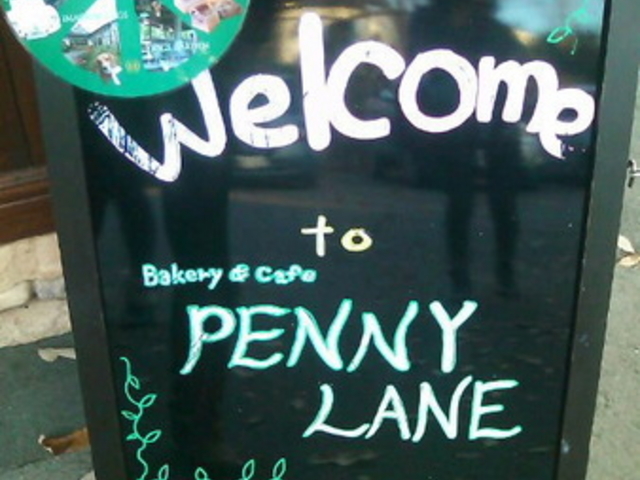 Welcome
to
Bakery & Cafe
PENNY
LANE